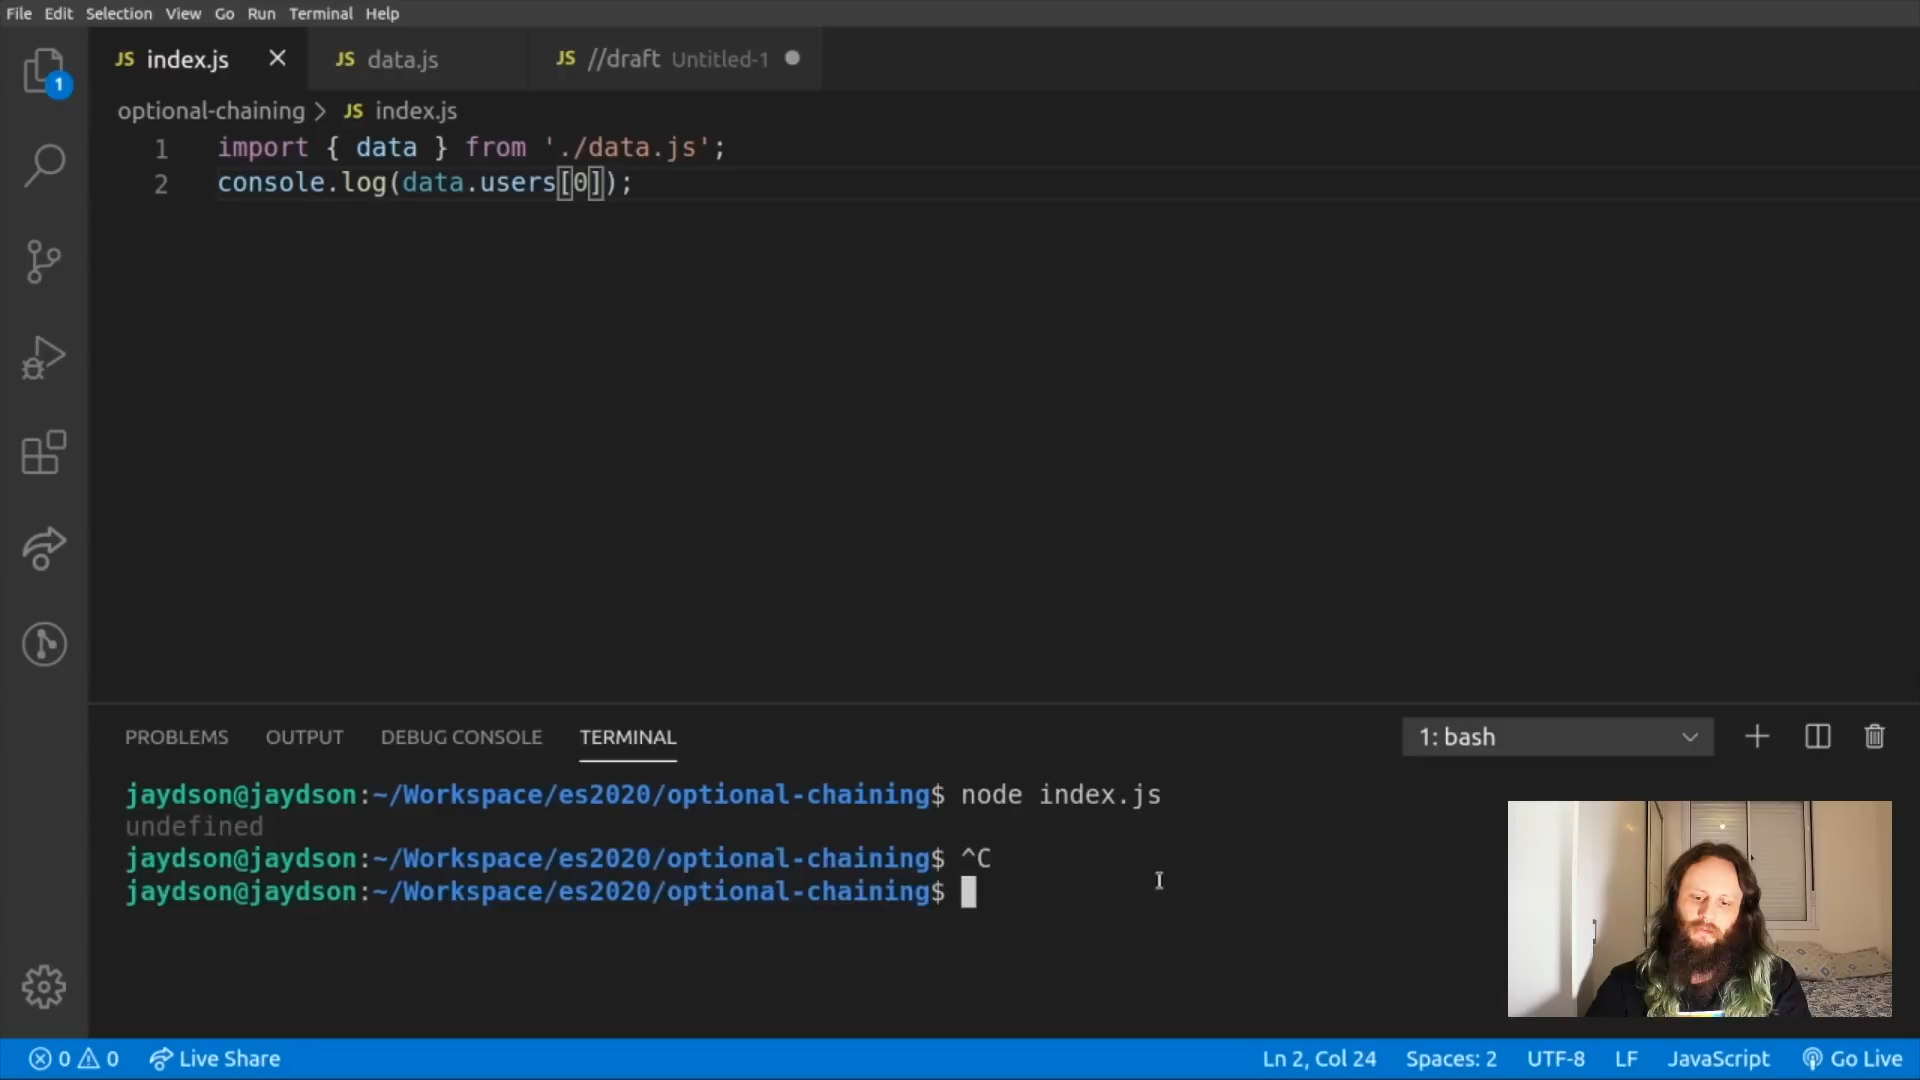 File Edit Selection View Go Run Terminal Help
JS index.js JS data.js JS //draft Untitled-1
1
optional-chaining > JS index.js
1 import { data } from './data.js';
2 console.log(data.users[0]);
PROBLEMS OUTPUT DEBUG CONSOLE TERMINAL 1: bash
jaydson@jaydson:~/Workspace/es2020/optional-chaining$ node index.js
undefined
jaydson@jaydson:~/Workspace/es2020/optional-chaining$ ^C
jaydson@jaydson:~/Workspace/es2020/optional-chaining$
0 0 Live Share Ln 2, Col 24 Spaces: 2 UTF-8 LF JavaScript Go Live